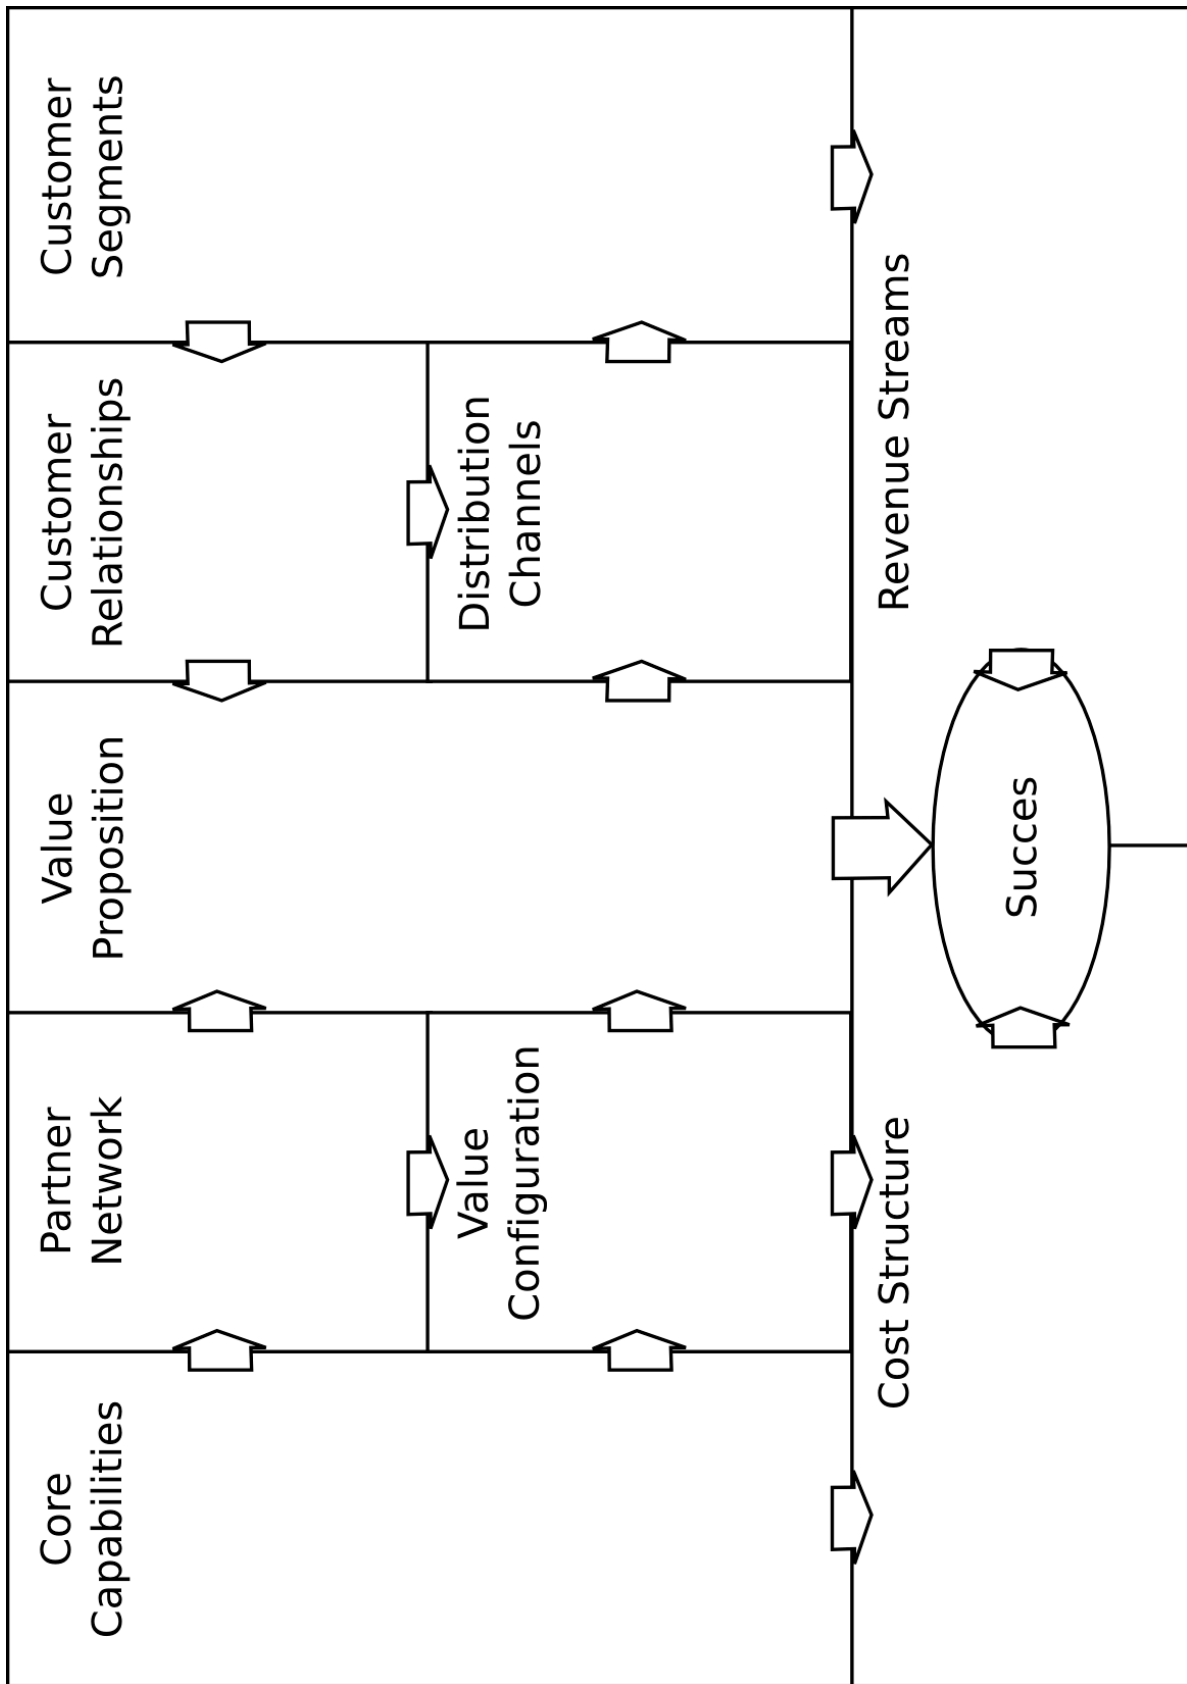 Core
Capabilities
Partner
Network
Value
Configuration
Value
Proposition
Customer
Relationships
Distribution
Channels
Customer
Segments
Cost Structure
Succes
Revenue Streams